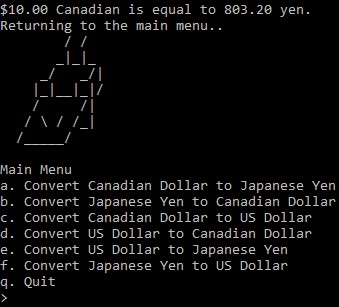 $10.00 Canadian is equal to 803.20 yen.
Returning to the main menu..
Main Menu
a. Convert Canadian Dollar to Japanese Yen
b. Convert Japanese Yen to Canadian Dollar
c. Convert Canadian Dollar to US Dollar
d. Convert US Dollar to Canadian Dollar
e. Convert US Dollar to Japanese Yen
f. Convert Japanese Yen to US Dollar
q. Quit
>